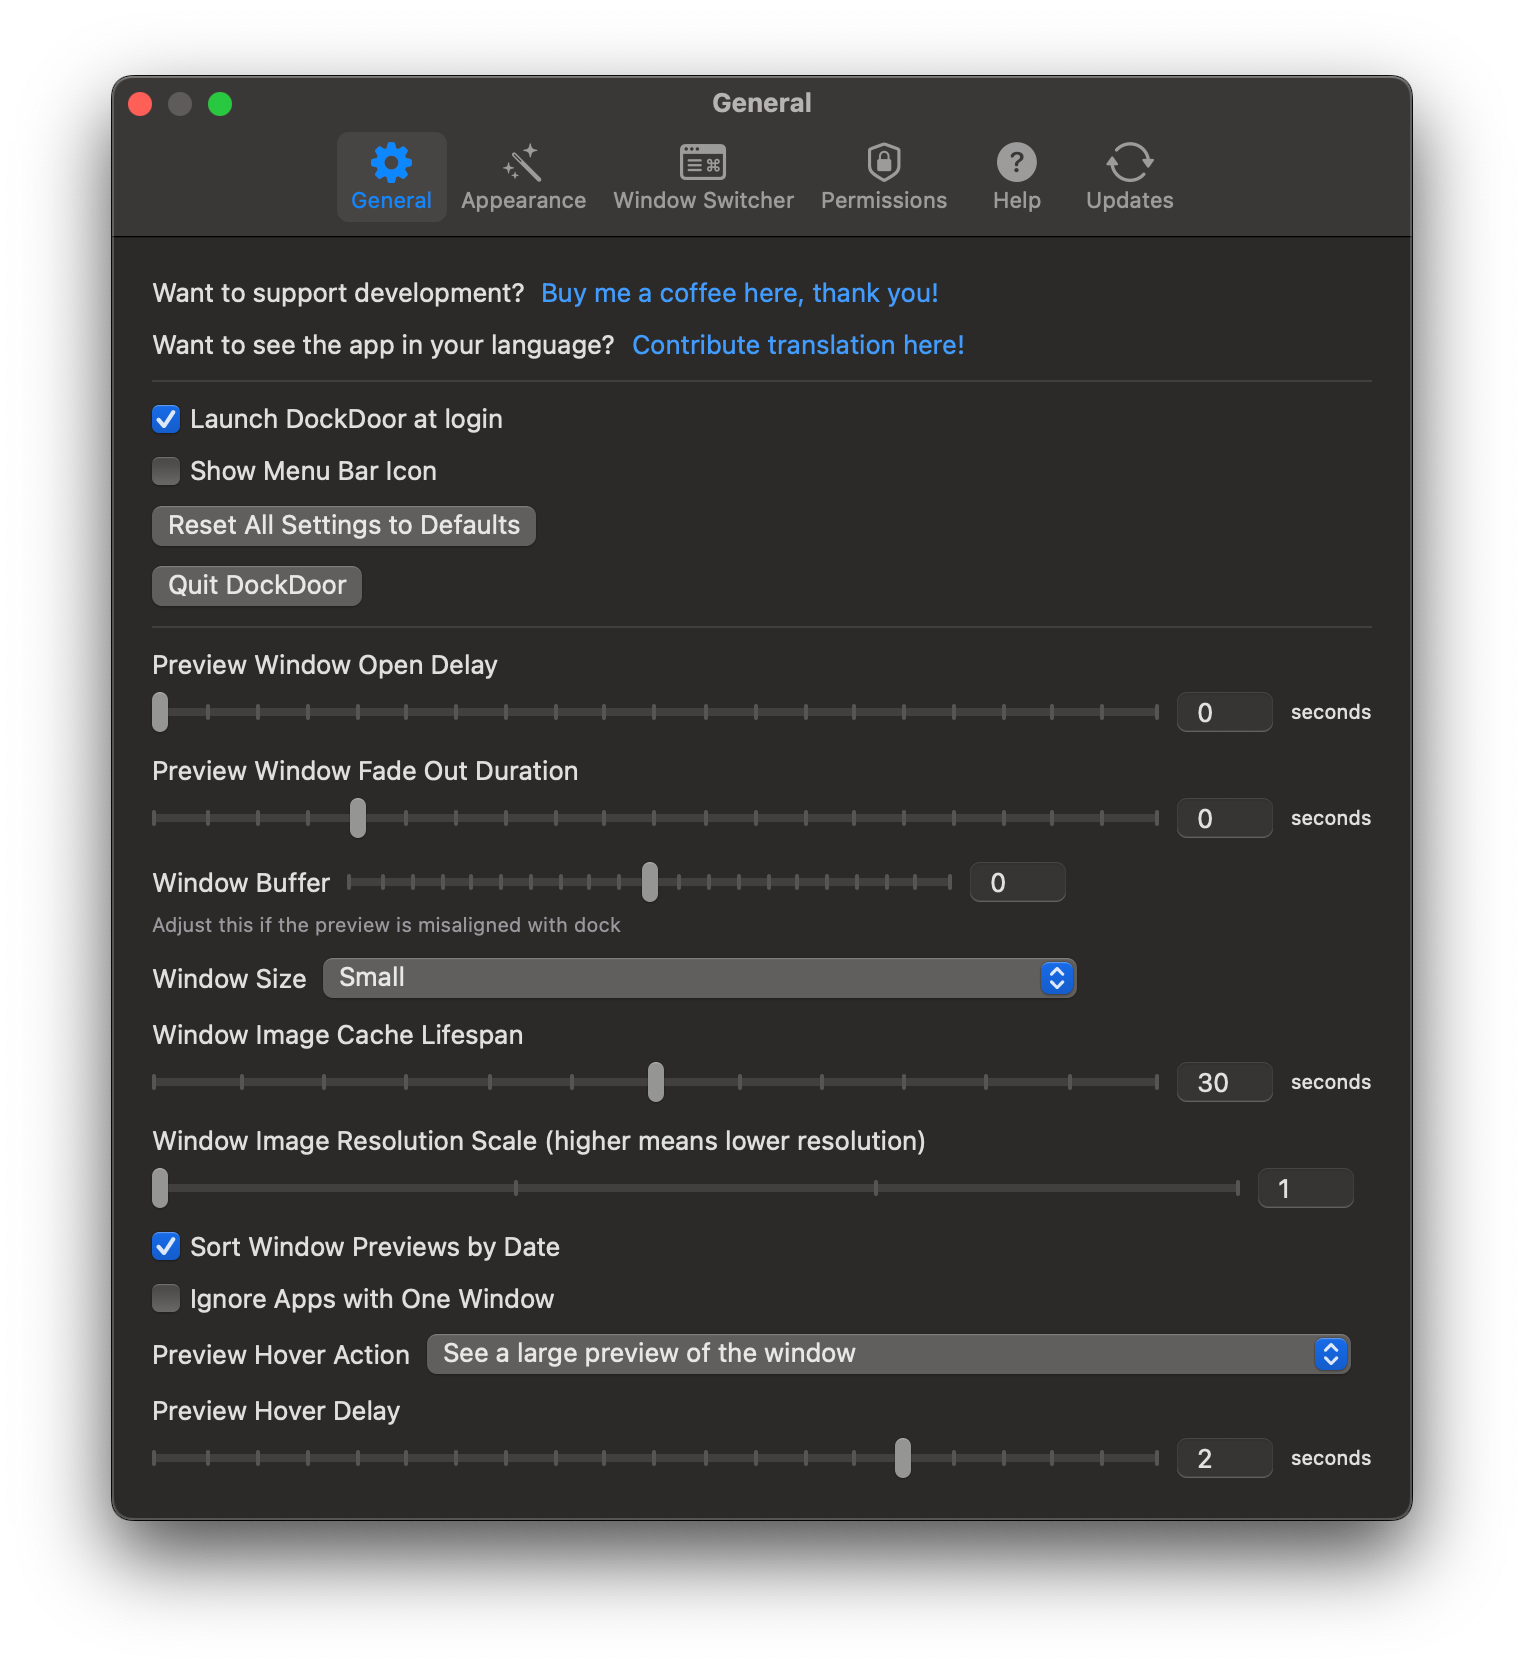 General
General Appearance Window Switcher Permissions Help Updates
Want to support development? Buy me a coffee here, thank you!
Want to see the app in your language? Contribute translation here!
Launch DockDoor at login
Show Menu Bar Icon
Reset All Settings to Defaults
Quit DockDoor
Preview Window Open Delay
0 seconds
Preview Window Fade Out Duration
0 seconds
Window Buffer 0
Adjust this if the preview is misaligned with dock
Window Size Small
Window Image Cache Lifespan
30 seconds
Window Image Resolution Scale (higher means lower resolution)
1
Sort Window Previews by Date
Ignore Apps with One Window
Preview Hover Action See a large preview of the window
Preview Hover Delay
2 seconds